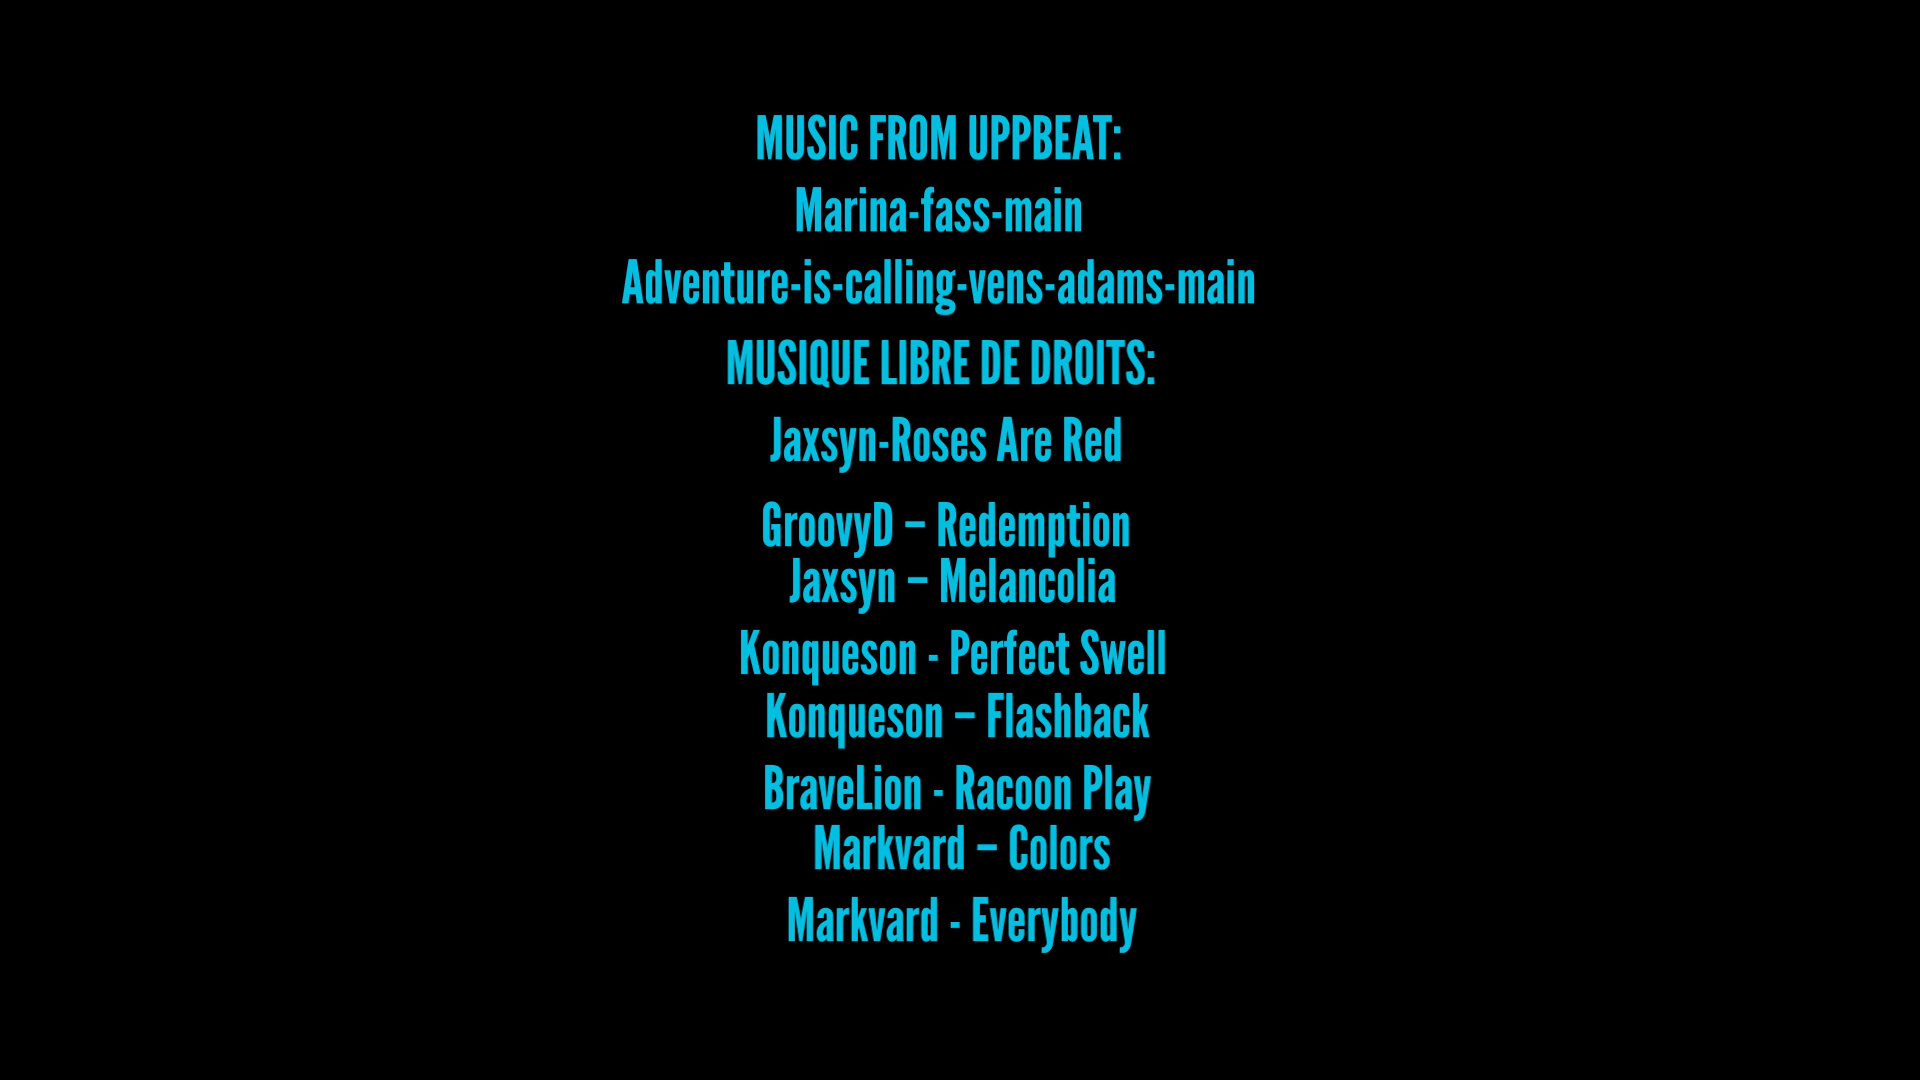 MUSIC FROM UPPBEAT:
Marina-fass-main
Adventure-is-calling-vens-adams-main
MUSIQUE LIBRE DE DROITS:
Jaxsyn-Roses Are Red
GroovyD – Redemption
Jaxsyn – Melancolia
Konqueson - Perfect Swell
Konqueson – Flashback
BraveLion - Racoon Play
Markvard – Colors
Markvard - Everybody